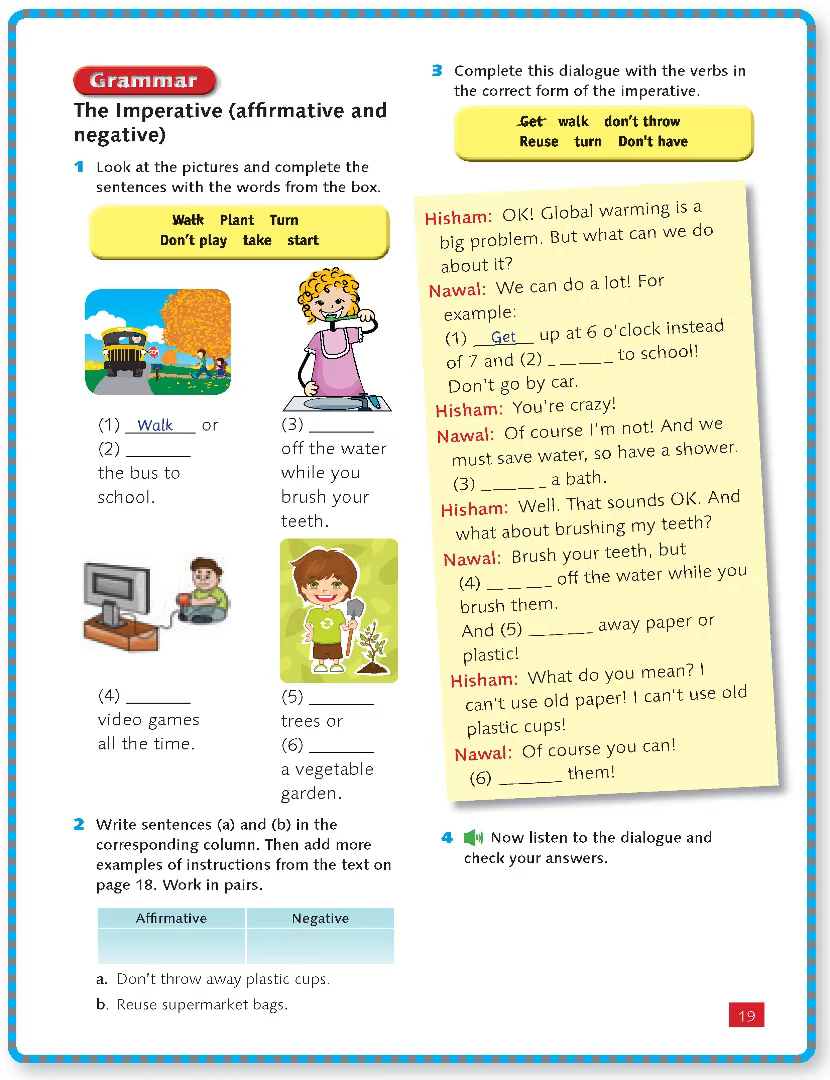 Grammar
The Imperative (affirmative and
negative)
1 Look at the pictures and complete the
sentences with the words from the box.
Walk Plant Turn
Don't play take start
(1) Walk or
(2) _______
the bus to
school.
(3) _______
off the water
while you
brush your
teeth.
(4) _______
video games
all the time.
(5) _______
trees or
(6) _______
a vegetable
garden.
2 Write sentences (a) and (b) in the
corresponding column. Then add more
examples of instructions from the text on
page 18. Work in pairs.
Affirmative Negative
a. Don't throw away plastic cups.
b. Reuse supermarket bags.
3 Complete this dialogue with the verbs in
the correct form of the imperative.
Get walk don't throw
Reuse turn Don't have
Hisham: OK! Global warming is a
big problem. But what can we do
about it?
Nawal: We can do a lot! For
example:
(1) Get up at 6 o'clock instead
of 7 and (2) _______ to school!
Don't go by car.
Hisham: You're crazy!
Nawal: Of course I'm not! And we
must save water, so have a shower.
(3) _______ a bath.
Hisham: Well. That sounds OK. And
what about brushing my teeth?
Nawal: Brush your teeth, but
(4) _______ off the water while you
brush them.
And (5) _______ away paper or
plastic!
Hisham: What do you mean? I
can't use old paper! I can't use old
plastic cups!
Nawal: Of course you can!
(6) _______ them!
4 Now listen to the dialogue and
check your answers.
19